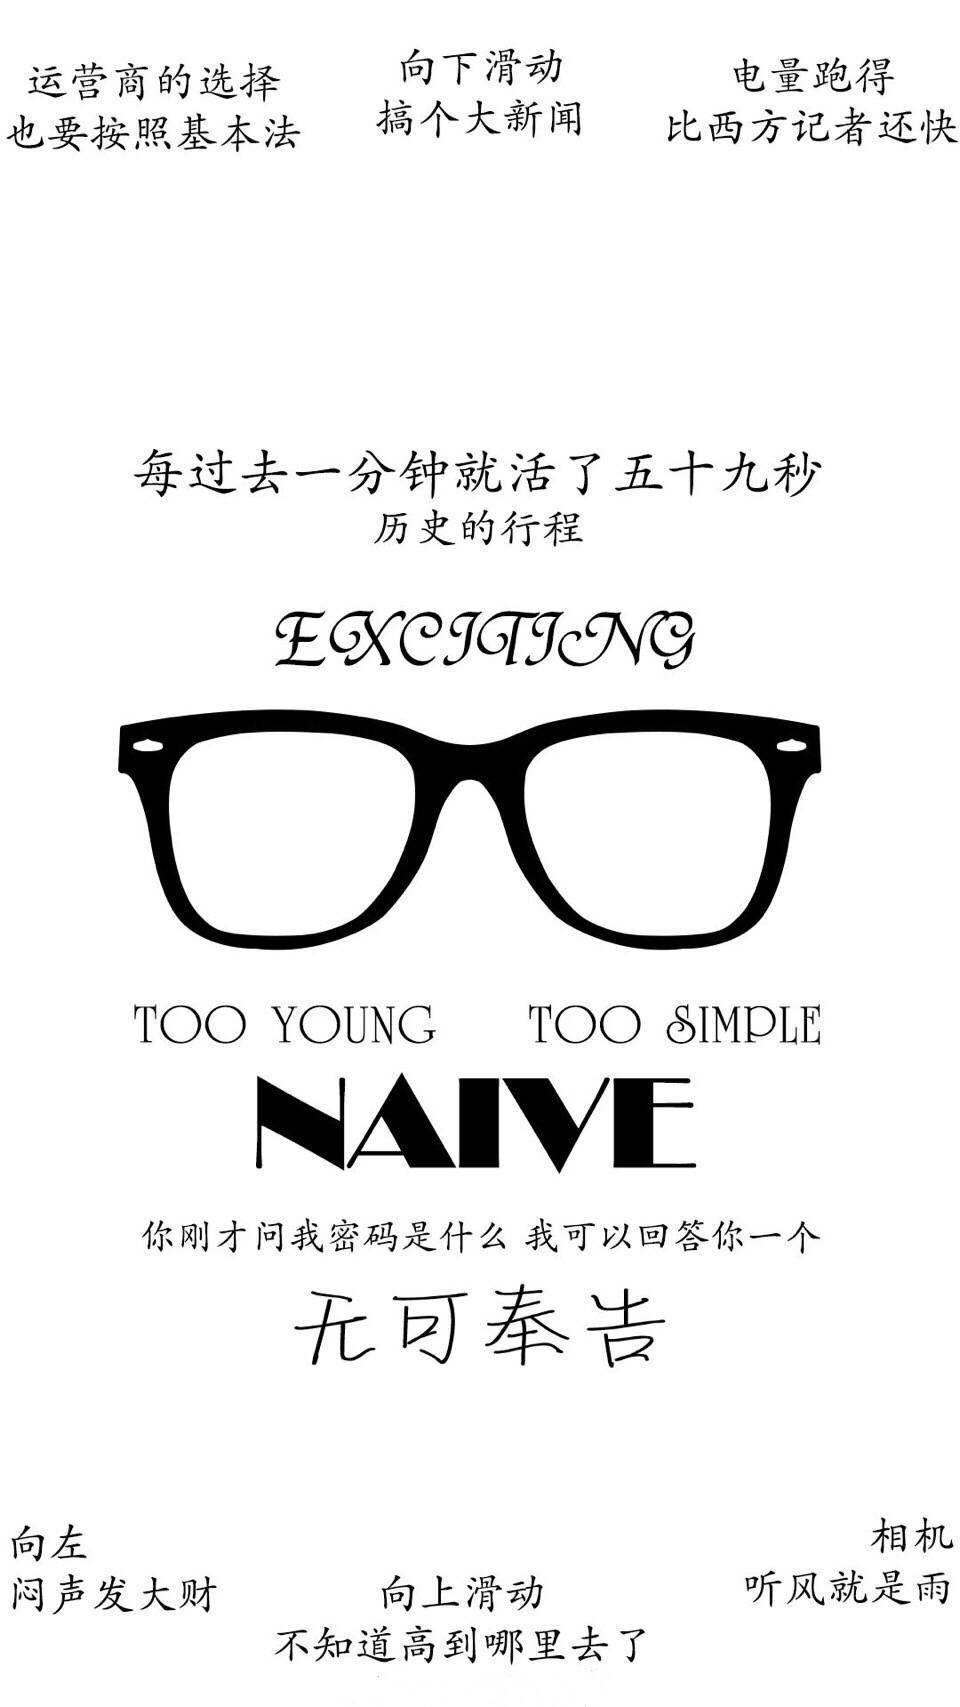 运营商的选择
也要按照基本法
向下滑动
搞个大新闻
电量跑得
比西方记者还快
每过去一分钟就活了五十九秒
历史的行程
EXCITING
TOO YOUNG TOO SIMPLE
NAIVE
你刚才问我密码是什么 我可以回答你一个
无可奉告
向左
闷声发大财
向上滑动
不知道高到哪里去了
相机
听风就是雨